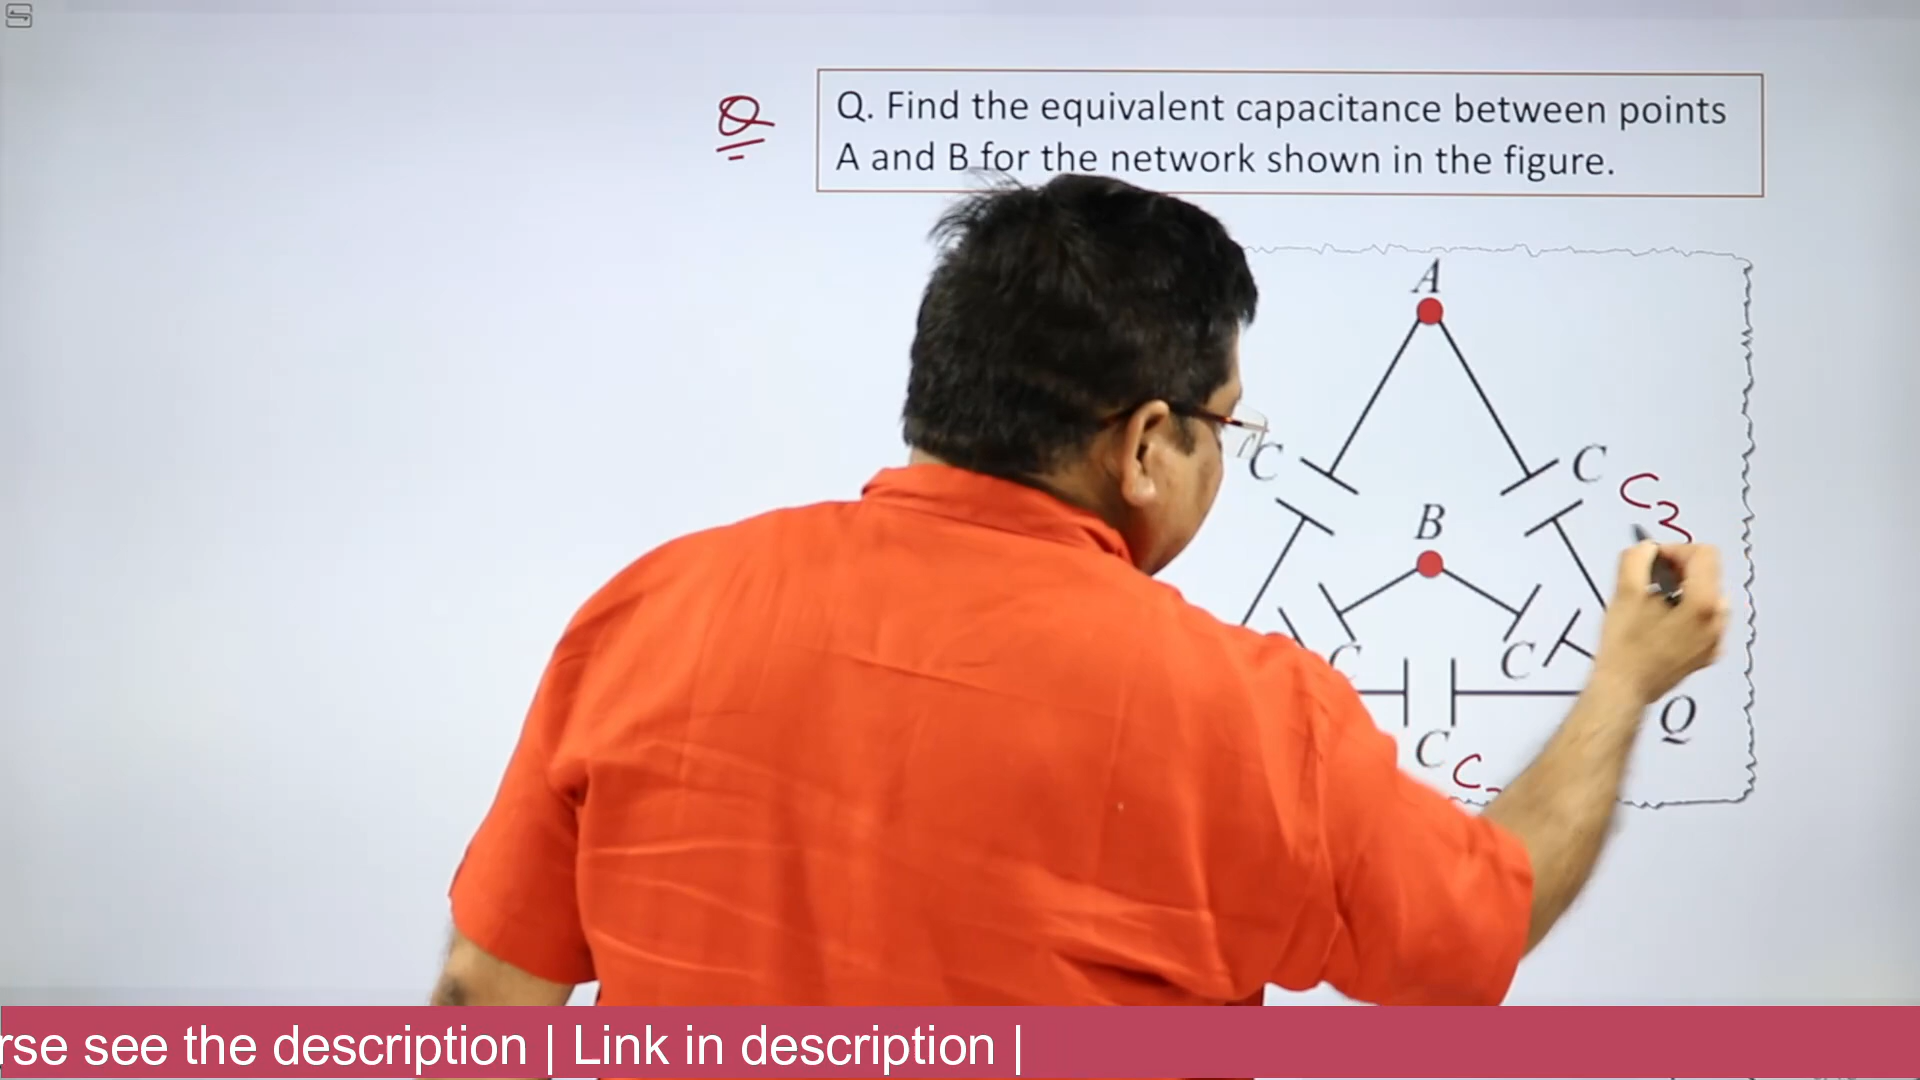 Q
Q. Find the equivalent capacitance between points
A and B for the network shown in the figure.
A
C
C
C3
B
C
C
Q
C
C
rse see the description | Link in description |